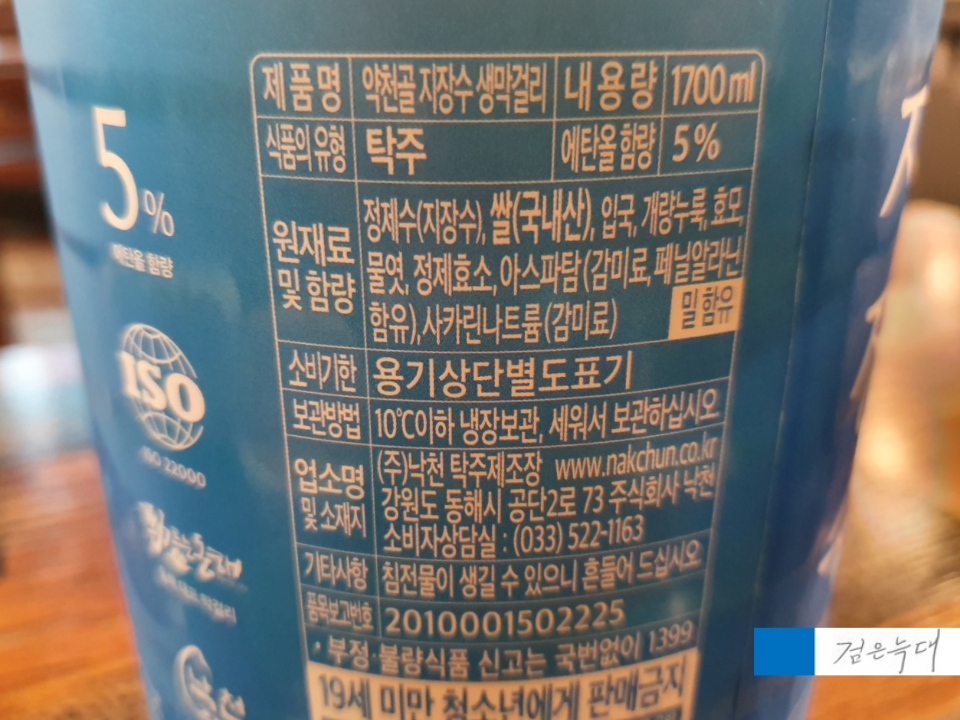 제품명 약천골 지장수 생막걸리 내용량 1700ml
식품의 유형 탁주 에탄올 함량 5%
원재료 및 함량
정제수(지장수), 쌀(국내산), 입국, 개량누룩, 효모,
물엿, 정제효소, 아스파탐(감미료, 페닐알라닌
함유), 사카린나트륨(감미료) 밀 함유
소비기한 용기상단별도표기
보관방법 10℃이하 냉장보관, 세워서 보관하십시오
업소명 및 소재지
(주)낙천 탁주제조장 www.nakchun.co.kr
강원도 동해시 공단2로 73 주식회사 낙천
소비자상담실 : (033) 522-1163
기타사항 침전물이 생길 수 있으니 흔들어 드십시오
품목보고번호 2010001502225
· 부정·불량식품 신고는 국번없이 1399
19세 미만 청소년에게 판매금지
5%
에탄올 함량
ISO
ISO 22000
검은늑대